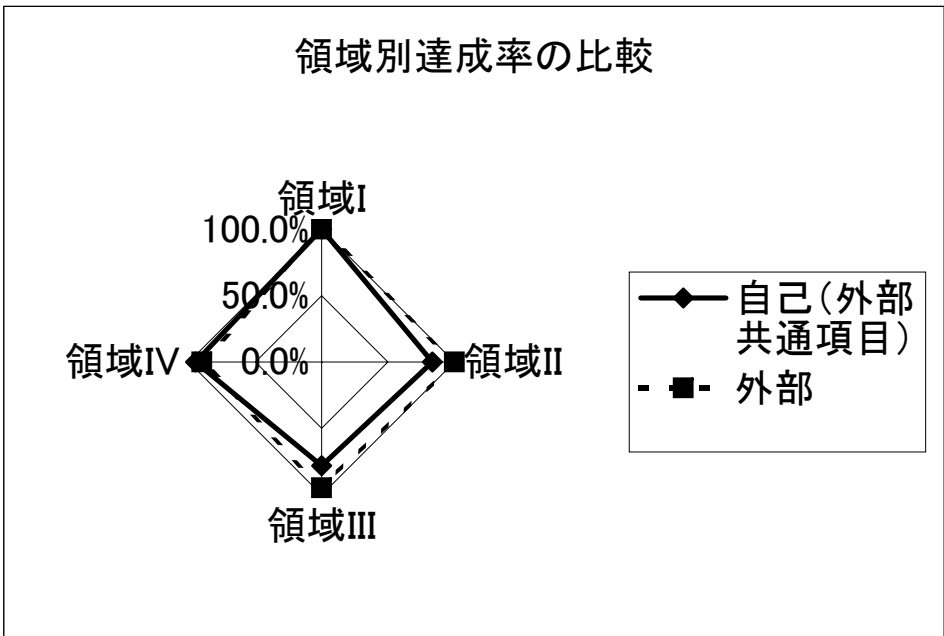 領域別達成率の比較
領域I
100.0%
50.0%
領域IV
0.0%
領域II
領域III
自己(外部
共通項目)
外部